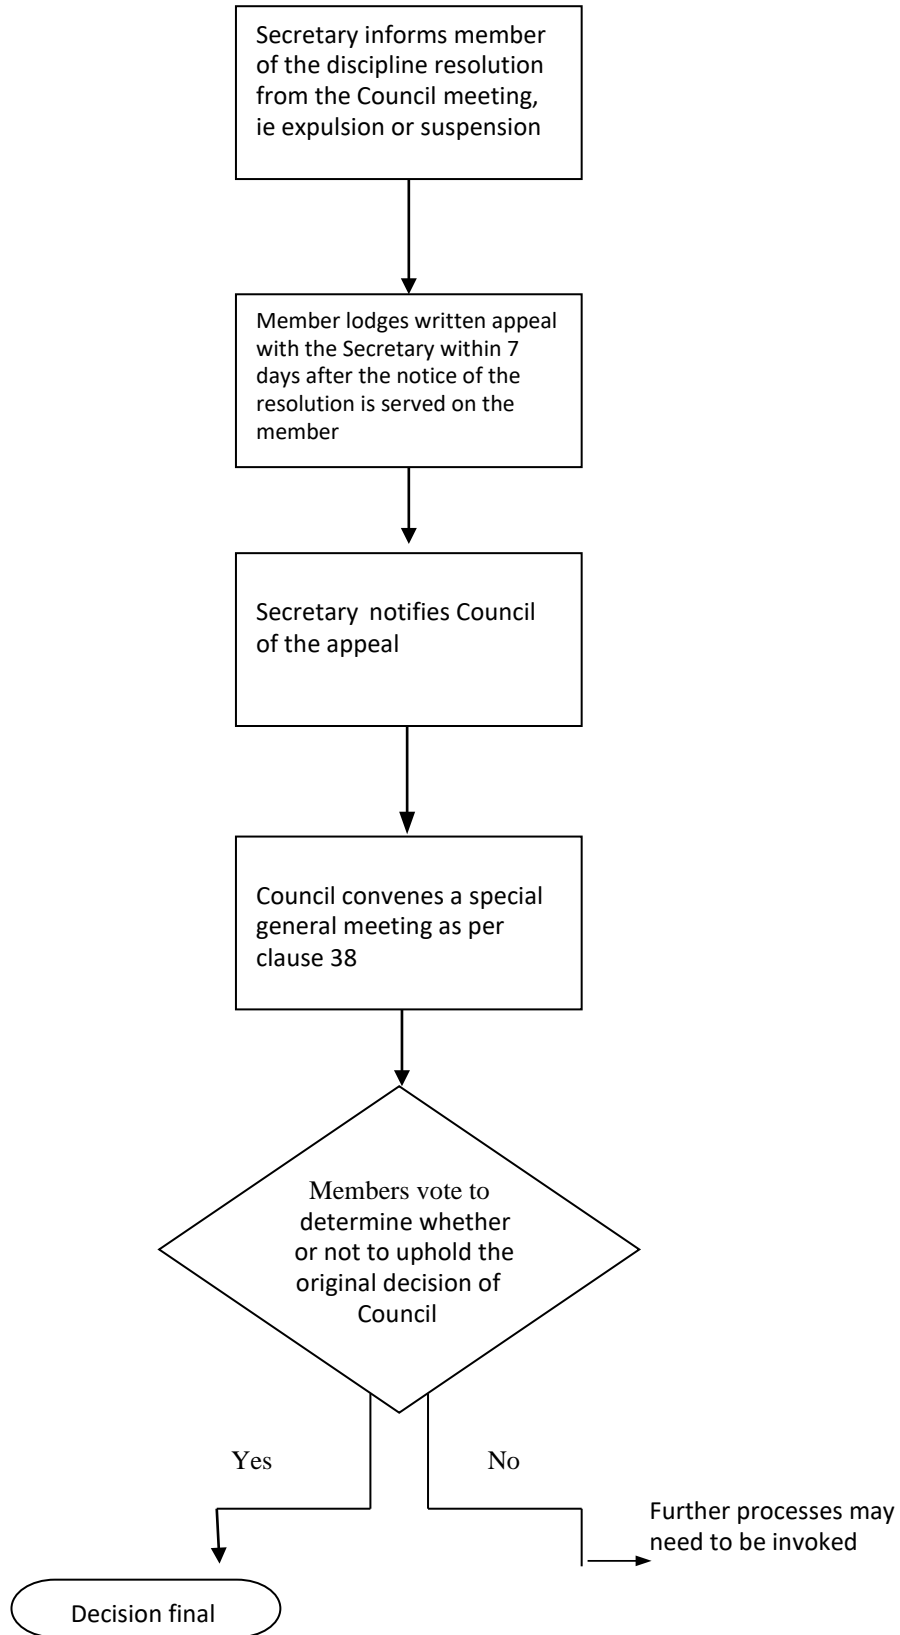 Secretary informs member
of the discipline resolution
from the Council meeting,
ie expulsion or suspension
Member lodges written appeal
with the Secretary within 7
days after the notice of the
resolution is served on the
member
Secretary  notifies Council
of the appeal
Council convenes a special
general meeting as per
clause 38
Members vote to
determine whether
or not to uphold the
original decision of
Council
Yes
No
Further processes may
need to be invoked
Decision final